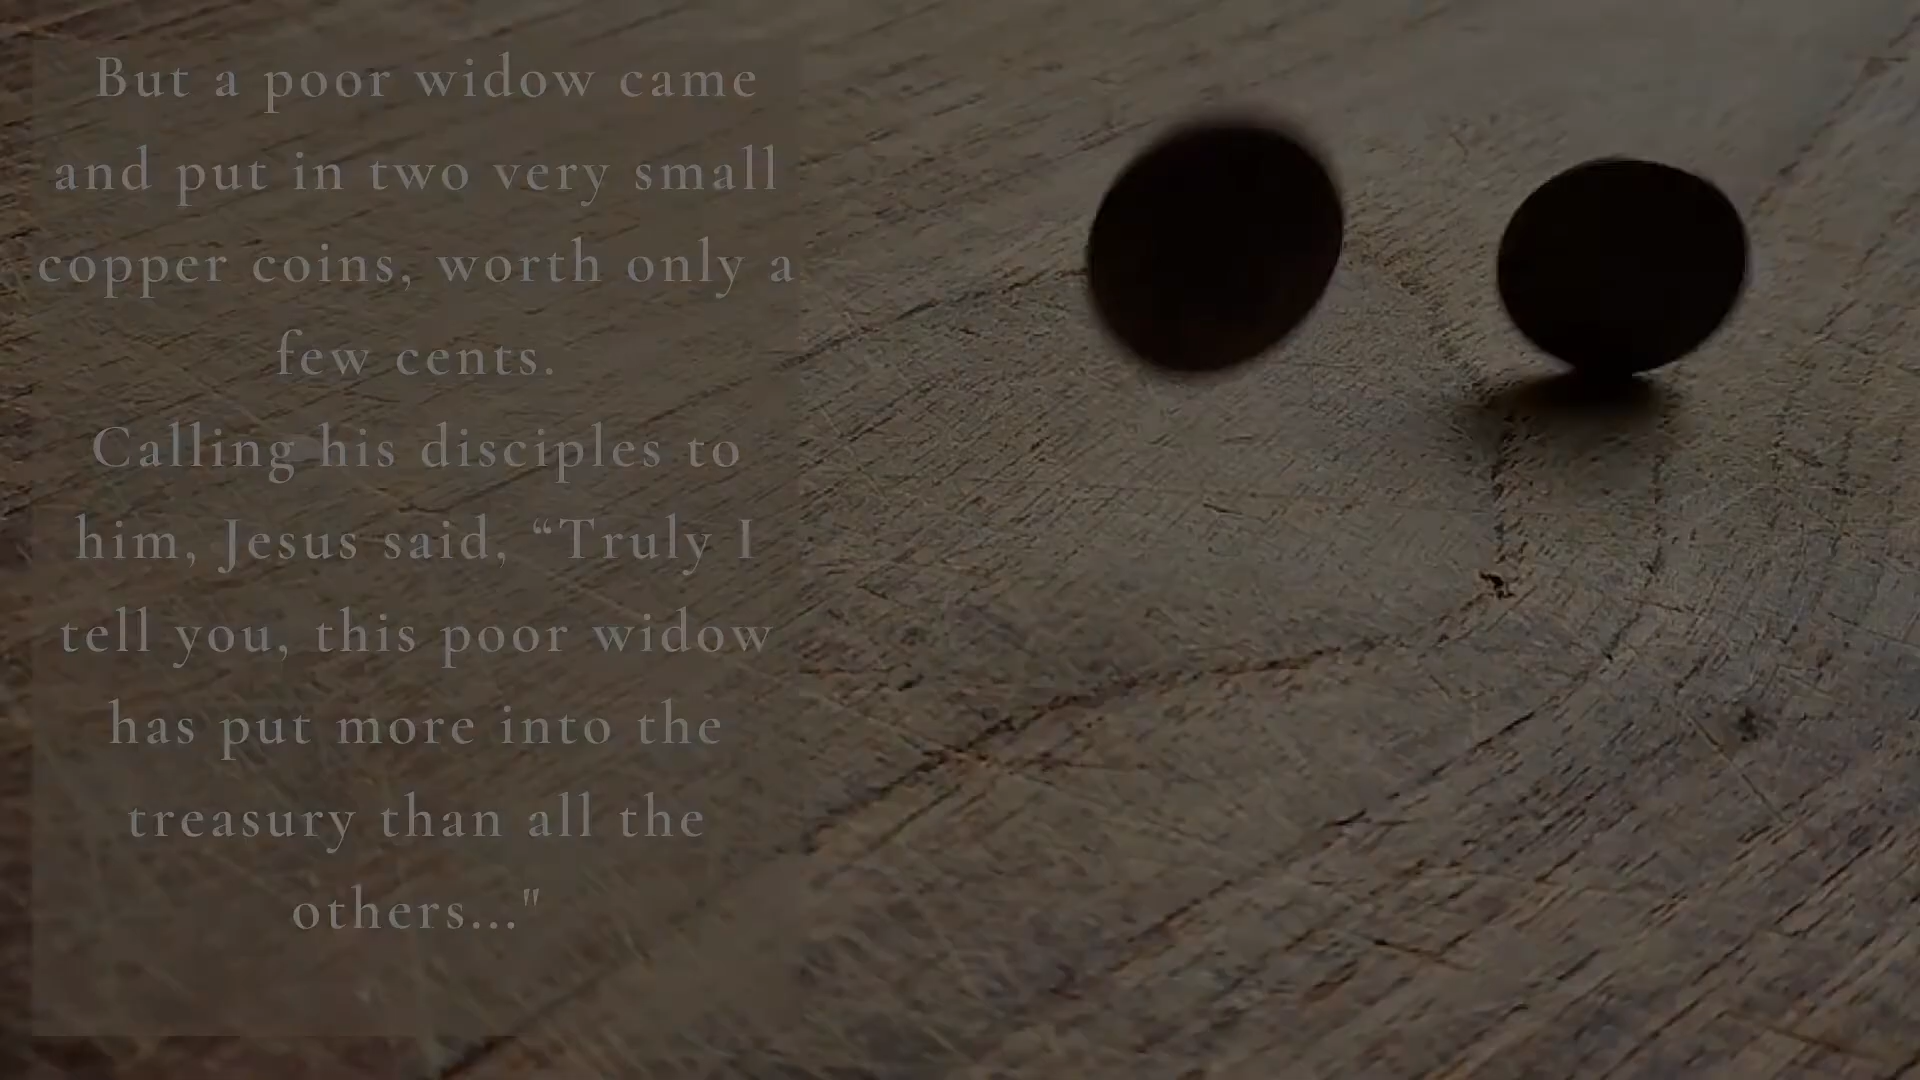 But a poor widow came
and put in two very small
copper coins, worth only a
few cents.
Calling his disciples to
him, Jesus said, “Truly I
tell you, this poor widow
has put more into the
treasury than all the
others..."